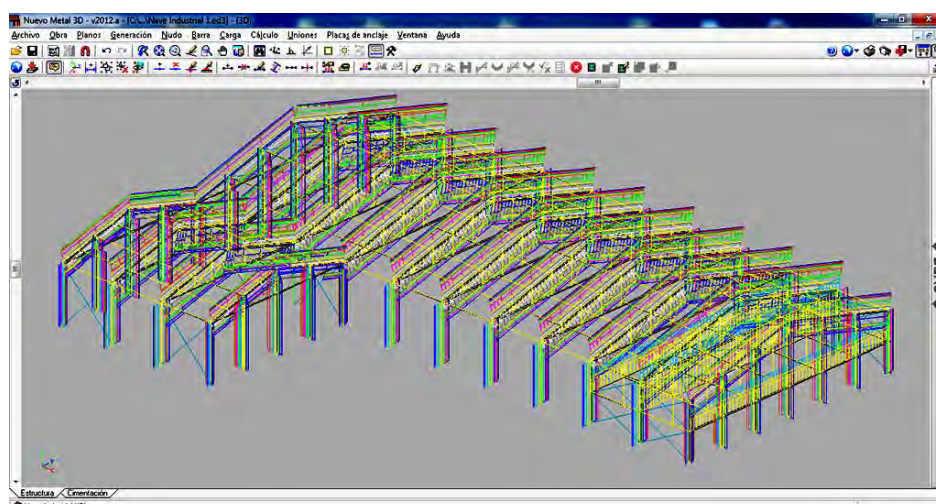 Nuevo Metal 3D - v2012.a - [C:\...\Nave Industrial 1.ed3] - [3D]
Archivo Obra Planos Generación Nudo Barra Carga Cálculo Uniones Placas de anclaje Ventana Ayuda
Estructura Cimentación